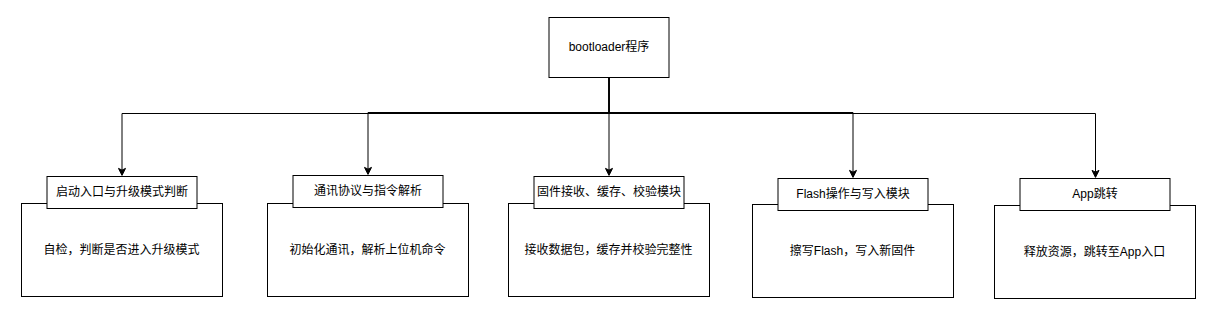 bootloader程序
启动入口与升级模式判断
自检，判断是否进入升级模式
通讯协议与指令解析
初始化通讯，解析上位机命令
固件接收、缓存、校验模块
接收数据包，缓存并校验完整性
Flash操作与写入模块
擦写Flash，写入新固件
App跳转
释放资源，跳转至App入口